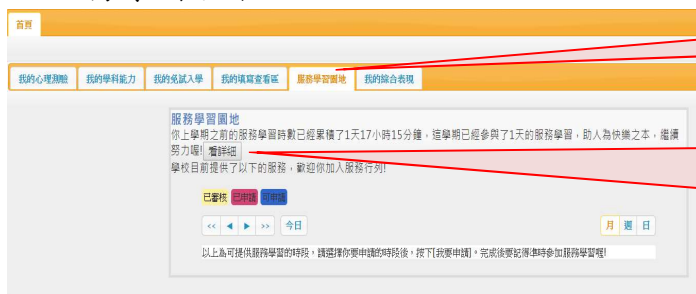 首頁
我的心理測驗 我的學科能力 我的免試入學 我的填寫查看區 服務學習園地 我的綜合表現
服務學習園地
你上學期之前的服務學習時數已經累積了1天17小時15分鐘，這學期已經參與了1天的服務學習，助人為快樂之本，繼續
努力喔! 看詳細
學校目前提供了以下的服務，歡迎你加入服務行列!
已審核 已申請 可申請
<< ◀ ▶ >> 今日 月 週 日
以上為可提供服務學習的時段，請選擇你要申請的時段後，按下[我要申請]。完成後要記得準時參加服務學習喔!